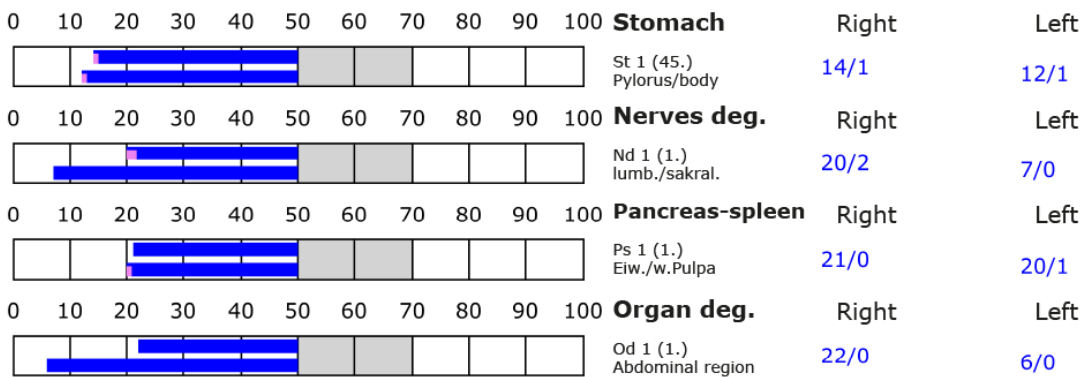 0 10 20 30 40 50 60 70 80 90 100 Stomach Right Left
St 1 (45.) 14/1 12/1
Pylorus/body
0 10 20 30 40 50 60 70 80 90 100 Nerves deg. Right Left
Nd 1 (1.) 20/2 7/0
lumb./sakral.
0 10 20 30 40 50 60 70 80 90 100 Pancreas-spleen Right Left
Ps 1 (1.) 21/0 20/1
Eiw./w.Pulpa
0 10 20 30 40 50 60 70 80 90 100 Organ deg. Right Left
Od 1 (1.) 22/0 6/0
Abdominal region